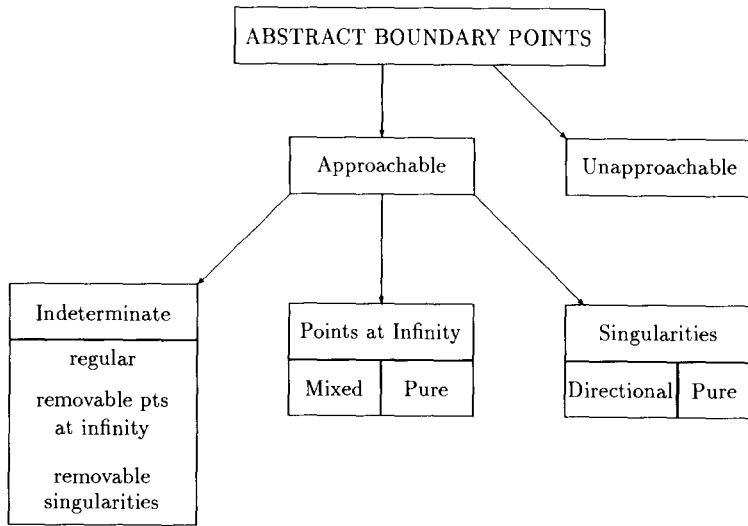 ABSTRACT BOUNDARY POINTS
Approachable
Unapproachable
Indeterminate
regular
removable pts
at infinity
removable
singularities
Points at Infinity
Mixed
Pure
Singularities
Directional
Pure